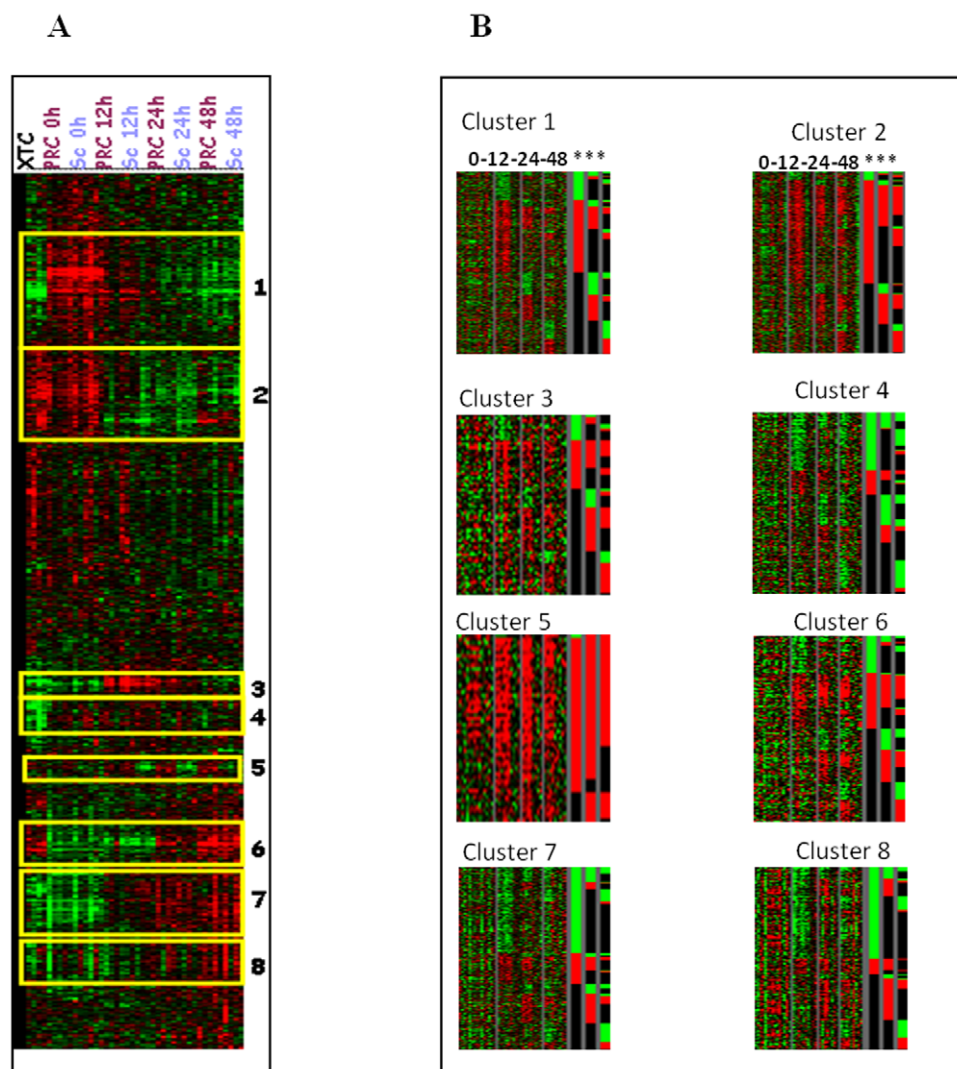 A
B
XTC
PRC 0h
Sc 0h
PRC 12h
Sc 12h
PRC 24h
Sc 24h
PRC 48h
Sc 48h
1
2
3
4
5
6
7
8
Cluster 1
0-12-24-48 ***
Cluster 2
0-12-24-48 ***
Cluster 3
Cluster 4
Cluster 5
Cluster 6
Cluster 7
Cluster 8